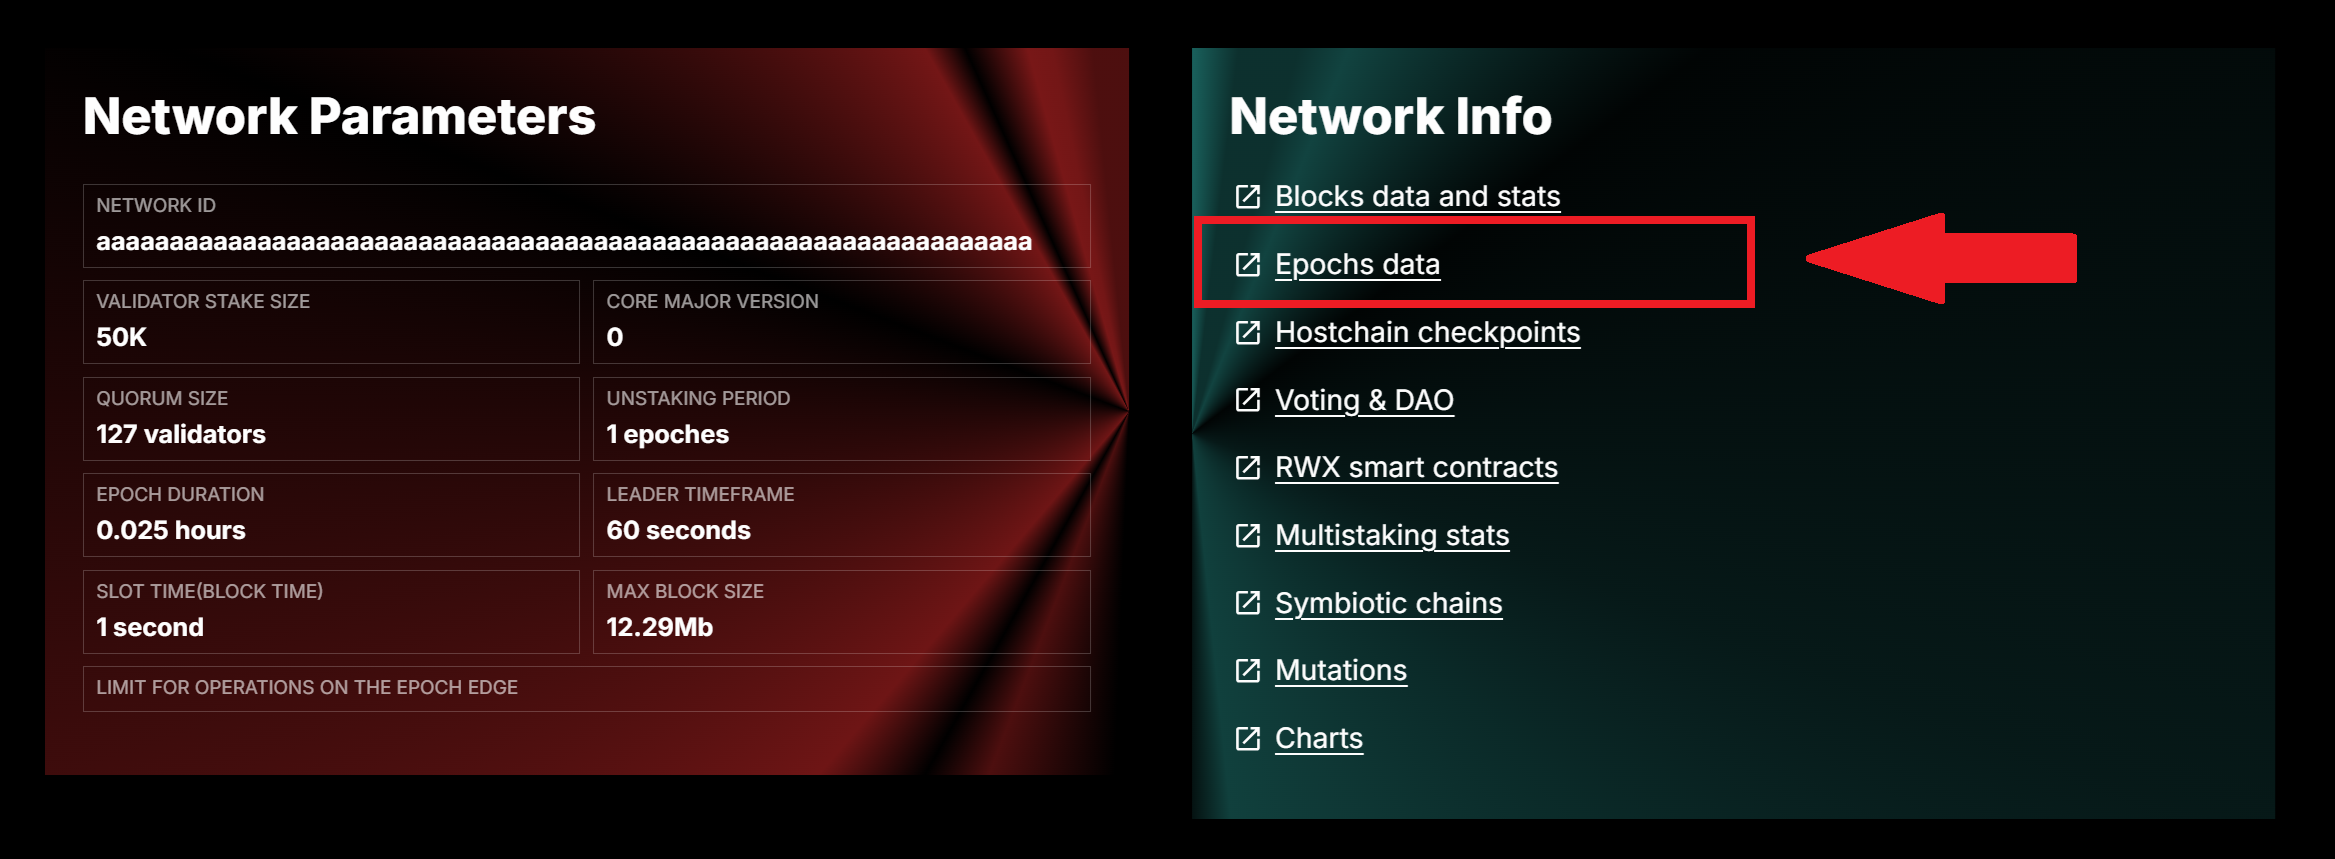 Network Parameters
NETWORK ID
aaaaaaaaaaaaaaaaaaaaaaaaaaaaaaaaaaaaaaaaaaaaaaaaaaaaaaaaaaaaaaaa
VALIDATOR STAKE SIZE
50K
CORE MAJOR VERSION
0
QUORUM SIZE
127 validators
UNSTAKING PERIOD
1 epoches
EPOCH DURATION
0.025 hours
LEADER TIMEFRAME
60 seconds
SLOT TIME(BLOCK TIME)
1 second
MAX BLOCK SIZE
12.29Mb
LIMIT FOR OPERATIONS ON THE EPOCH EDGE
Network Info
Blocks data and stats
Epochs data
Hostchain checkpoints
Voting & DAO
RWX smart contracts
Multistaking stats
Symbiotic chains
Mutations
Charts